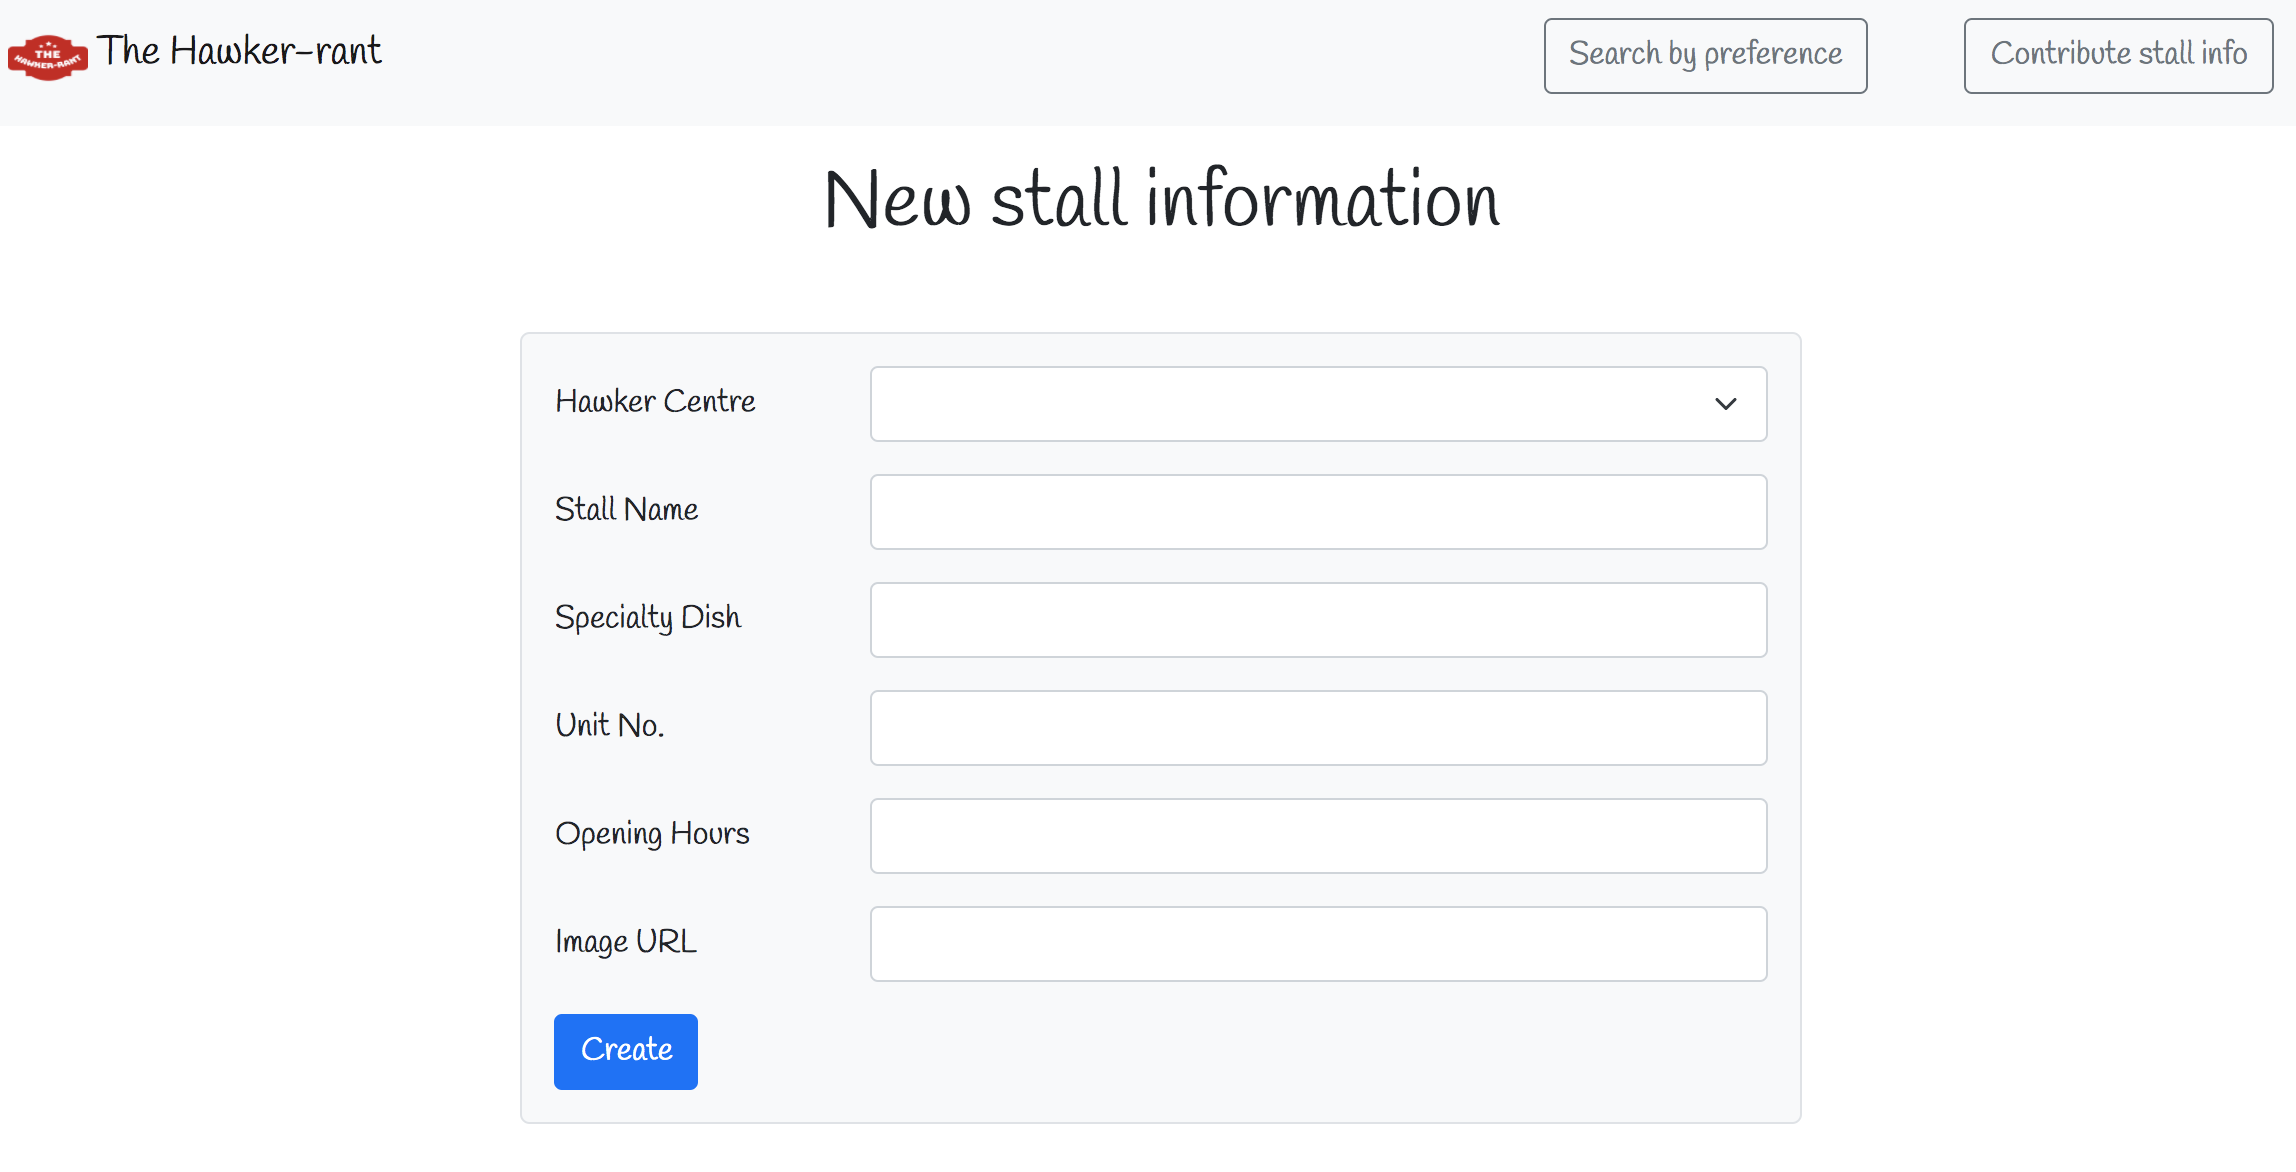 THE
HAWKER-RANT
The Hawker-rant
Search by preference
Contribute stall info
New stall information
Hawker Centre
Stall Name
Specialty Dish
Unit No.
Opening Hours
Image URL
Create